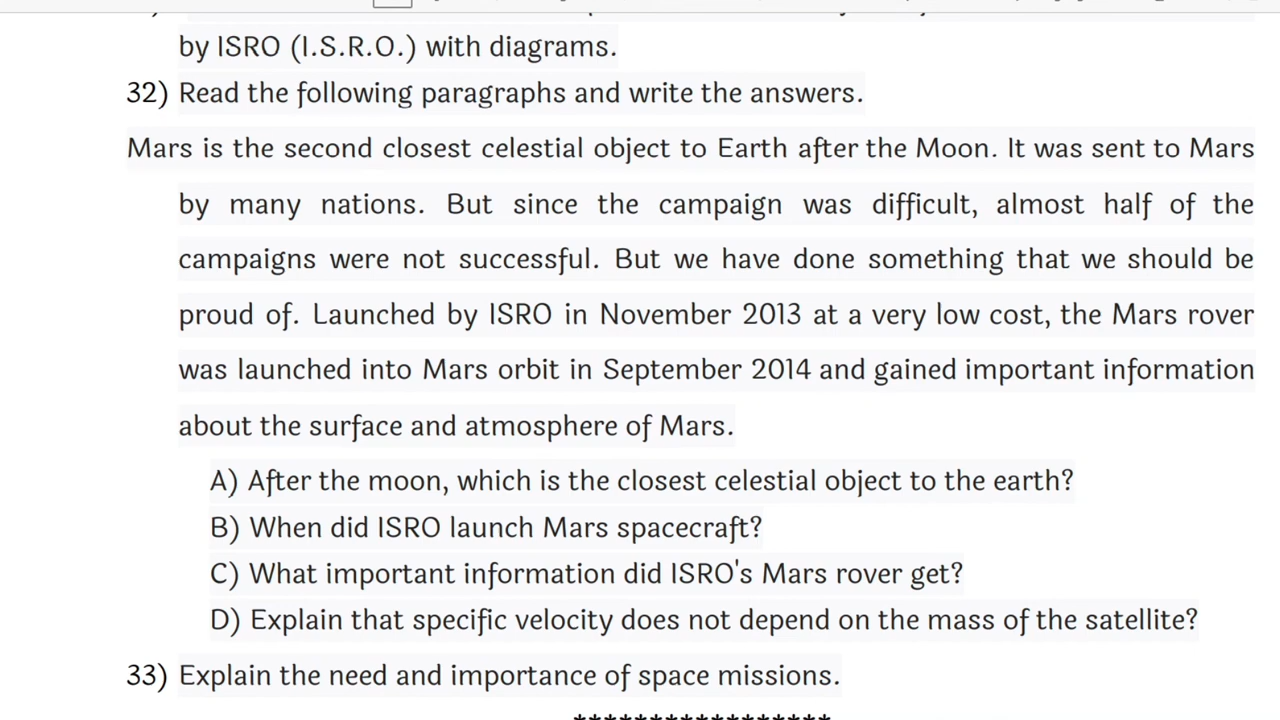 by ISRO (I.S.R.O.) with diagrams.
32) Read the following paragraphs and write the answers.
Mars is the second closest celestial object to Earth after the Moon. It was sent to Mars
by many nations. But since the campaign was difficult, almost half of the
campaigns were not successful. But we have done something that we should be
proud of. Launched by ISRO in November 2013 at a very low cost, the Mars rover
was launched into Mars orbit in September 2014 and gained important information
about the surface and atmosphere of Mars.
A) After the moon, which is the closest celestial object to the earth?
B) When did ISRO launch Mars spacecraft?
C) What important information did ISRO's Mars rover get?
D) Explain that specific velocity does not depend on the mass of the satellite?
33) Explain the need and importance of space missions.
*****************